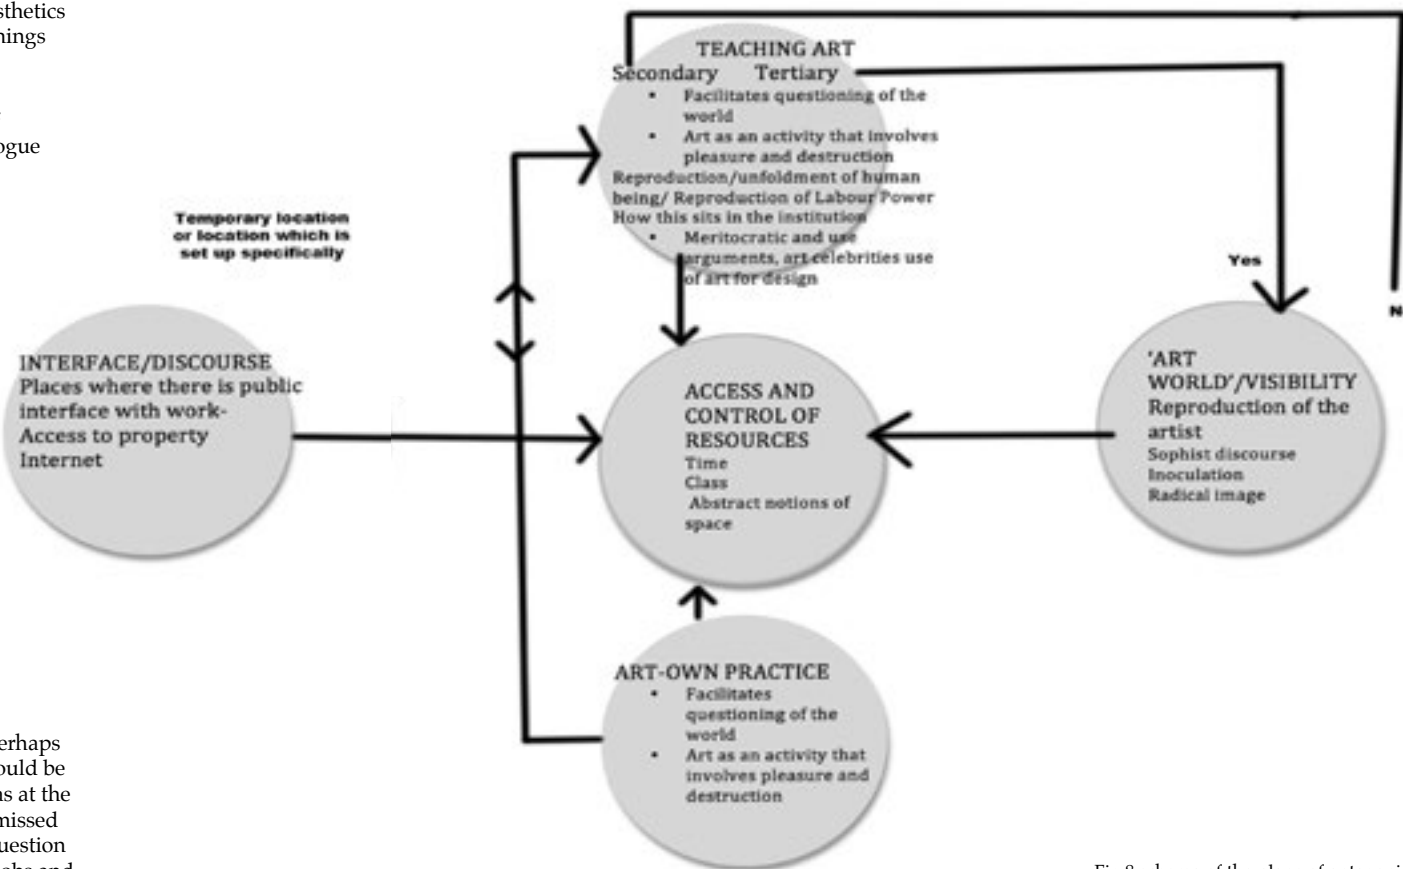 sthetics
nings
ogue
Temporary location
or location which is
set up specifically
TEACHING ART
Secondary Tertiary
• Facilitates questioning of the
world
• Art as an activity that involves
pleasure and destruction
Reproduction/unfoldment of human
being/ Reproduction of Labour Power
How this sits in the institution
• Meritocratic and use
arguments, art celebrities use
of art for design
Yes
N
INTERFACE/DISCOURSE
Places where there is public
interface with work-
Access to property
Internet
ACCESS AND
CONTROL OF
RESOURCES
Time
Class
Abstract notions of
space
'ART
WORLD'/VISIBILITY
Reproduction of the
artist
Sophist discourse
Inoculation
Radical image
ART-OWN PRACTICE
• Facilitates
questioning of the
world
• Art as an activity that
involves pleasure and
destruction
erhaps
ould be
ns at the
missed
uestion